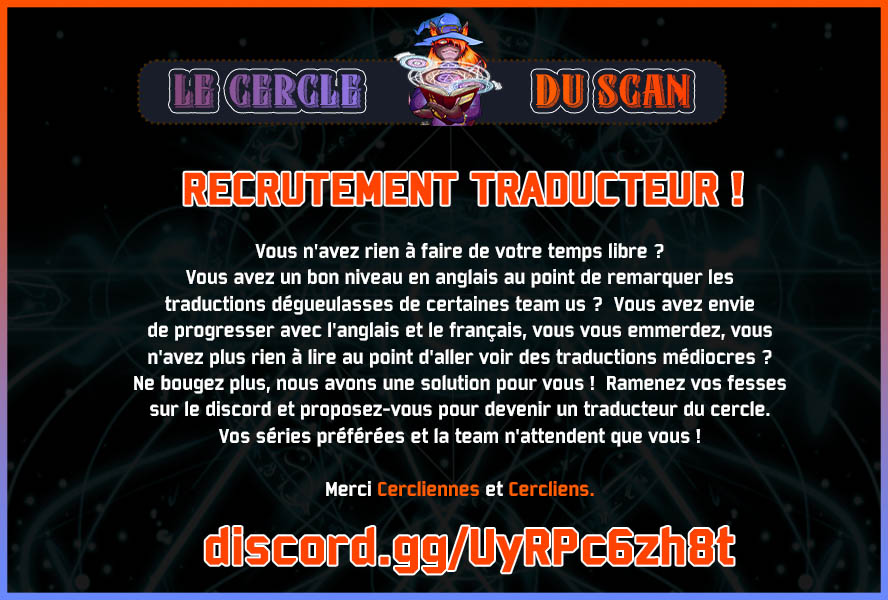 LE CERCLE DU SCAN
RECRUTEMENT TRADUCTEUR !
Vous n'avez rien à faire de votre temps libre ?
Vous avez un bon niveau en anglais au point de remarquer les
traductions dégueulasses de certaines team us ? Vous avez envie
de progresser avec l'anglais et le français, vous vous emmerdez, vous
n'avez plus rien à lire au point d'aller voir des traductions médiocres ?
Ne bougez plus, nous avons une solution pour vous ! Ramenez vos fesses
sur le discord et proposez-vous pour devenir un traducteur du cercle.
Vos séries préférées et la team n'attendent que vous !
Merci Cercliennes et Cercliens.
discord.gg/UyRPc6zh8t